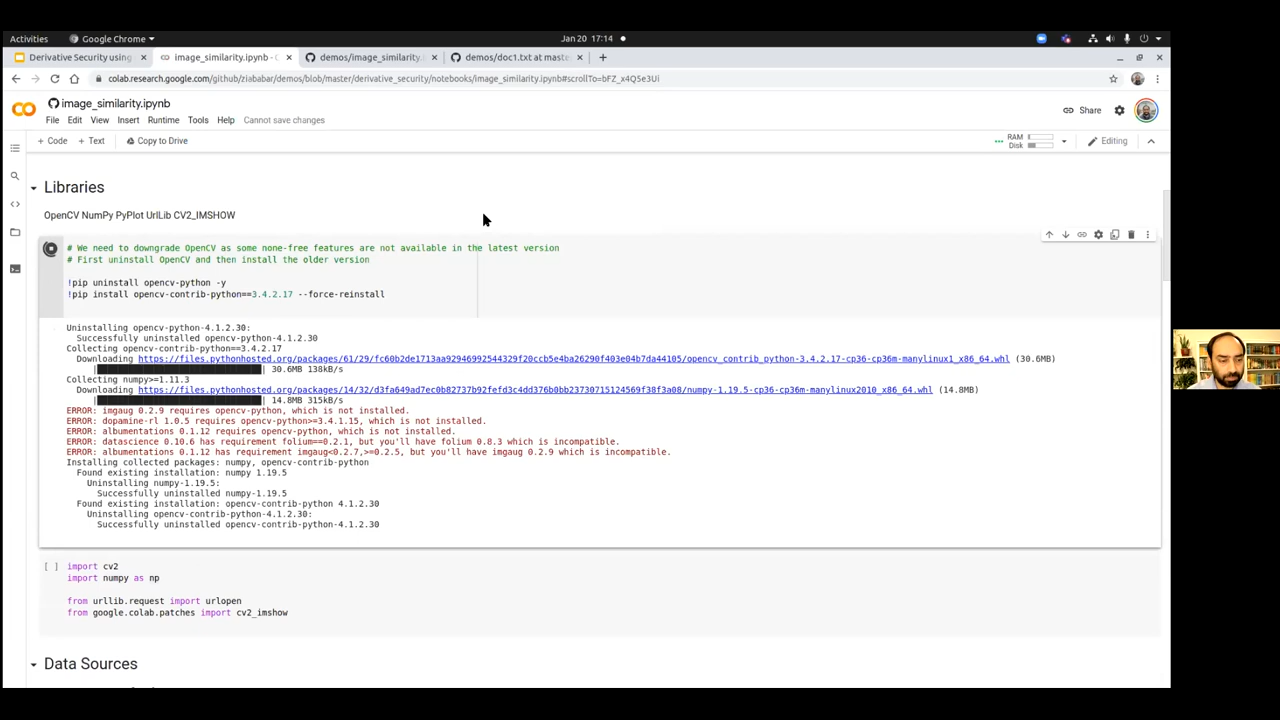 Activities
Google Chrome
Jan 20 17:14
Derivative Security using
image_similarity.ipynb - C
demos/image_similarity.
demos/doc1.txt at maste
colab.research.google.com/github/ziababar/demos/blob/master/derivative_security/notebooks/image_similarity.ipynb#scrollTo=bFZ_x4Q5e3Ui
image_similarity.ipynb
Share
File Edit View Insert Runtime Tools Help Cannot save changes
+ Code + Text Copy to Drive
RAM
Disk
Editing
Libraries
OpenCV NumPy PyPlot UrlLib CV2_IMSHOW
# We need to downgrade OpenCV as some none-free features are not available in the latest version
# First uninstall OpenCV and then install the older version
!pip uninstall opencv-python -y
!pip install opencv-contrib-python==3.4.2.17 --force-reinstall
Uninstalling opencv-python-4.1.2.30:
Successfully uninstalled opencv-python-4.1.2.30
Collecting opencv-contrib-python==3.4.2.17
Downloading https://files.pythonhosted.org/packages/61/29/fc60b2de1713aa92946992544329f20ccb5e4ba26290f403e04b7da44105/opencv_contrib_python-3.4.2.17-cp36-cp36m-manylinux1_x86_64.whl (30.6MB)
30.6MB 138kB/s
Collecting numpy>=1.11.3
Downloading https://files.pythonhosted.org/packages/14/32/d3fa649ad7ec0b82737b92fefd3c4dd376b0bb23730715124569f38f3a08/numpy-1.19.5-cp36-cp36m-manylinux2010_x86_64.whl (14.8MB)
14.8MB 315kB/s
ERROR: imgaug 0.2.9 requires opencv-python, which is not installed.
ERROR: dopamine-rl 1.0.5 requires opencv-python>=3.4.1.15, which is not installed.
ERROR: albumentations 0.1.12 requires opencv-python, which is not installed.
ERROR: datascience 0.10.6 has requirement folium==0.2.1, but you'll have folium 0.8.3 which is incompatible.
ERROR: albumentations 0.1.12 has requirement imgaug<0.2.7,>=0.2.5, but you'll have imgaug 0.2.9 which is incompatible.
Installing collected packages: numpy, opencv-contrib-python
Found existing installation: numpy 1.19.5
Uninstalling numpy-1.19.5:
Successfully uninstalled numpy-1.19.5
Found existing installation: opencv-contrib-python 4.1.2.30
Uninstalling opencv-contrib-python-4.1.2.30:
Successfully uninstalled opencv-contrib-python-4.1.2.30
[ ] import cv2
import numpy as np
from urllib.request import urlopen
from google.colab.patches import cv2_imshow
Data Sources